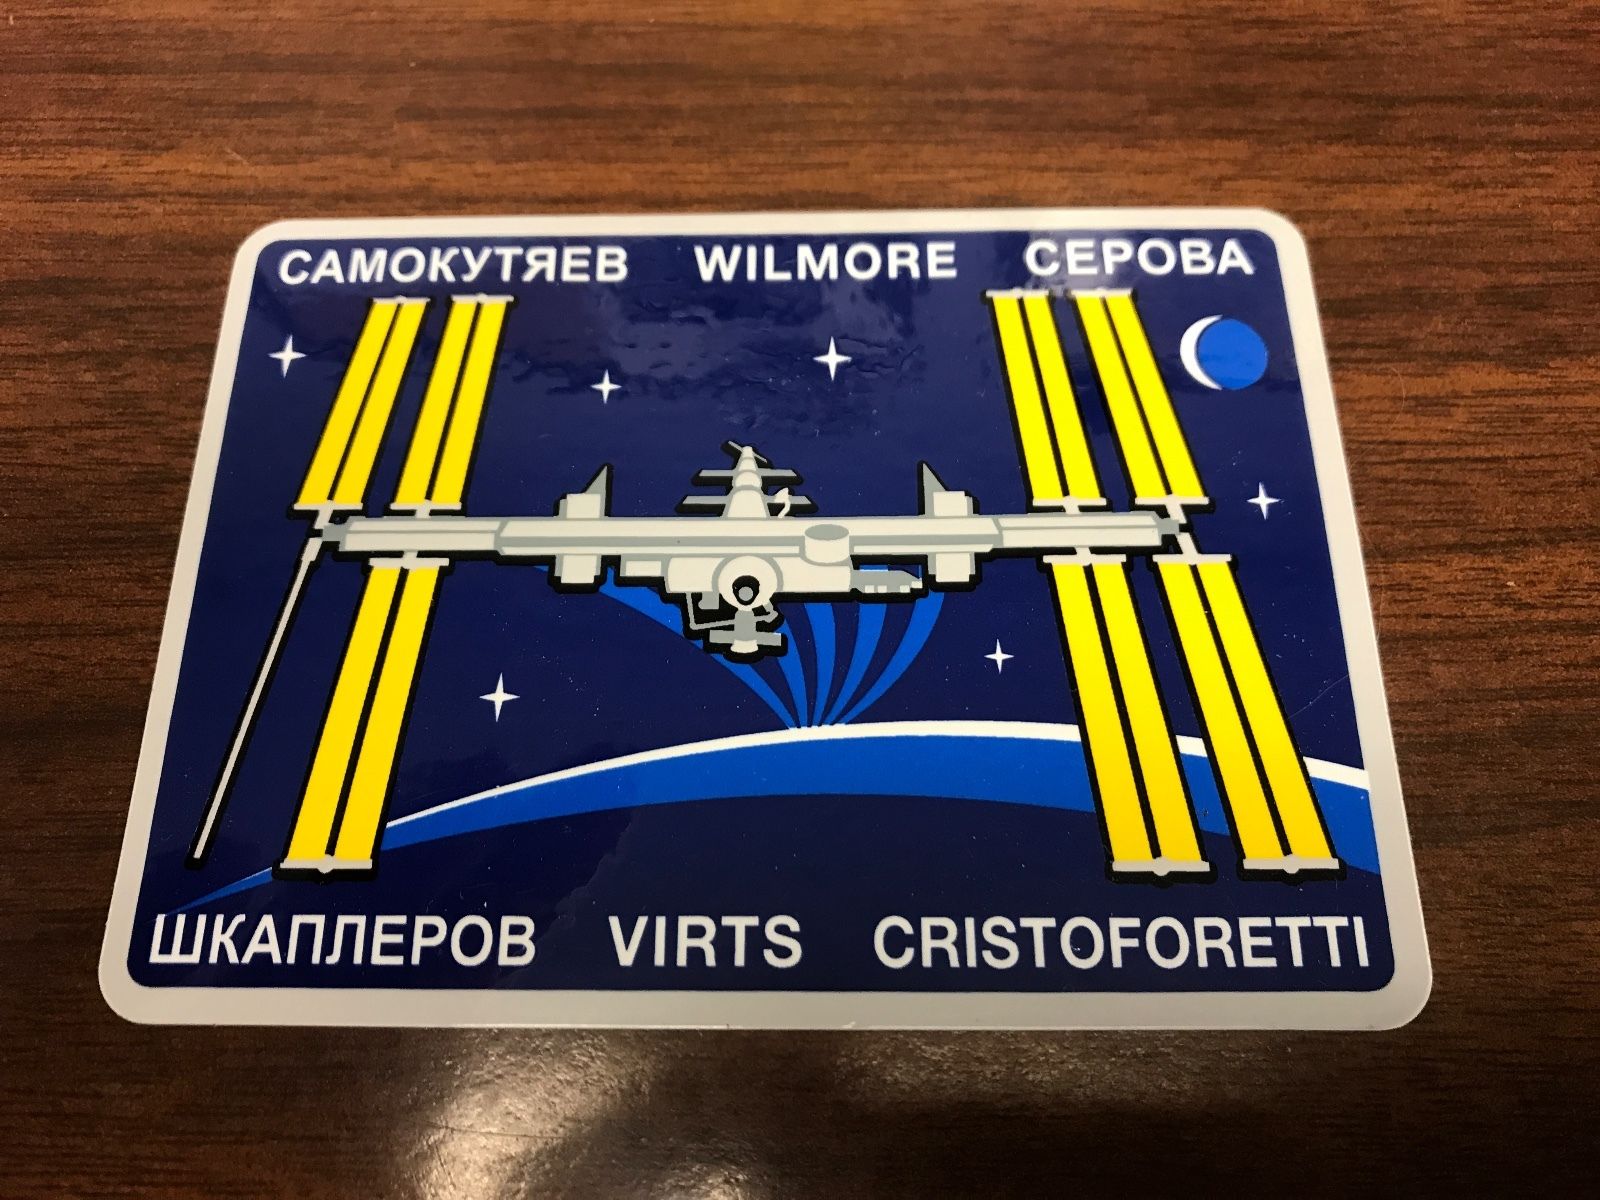 САМОКУТЯЕВ WILMORE СЕРОВА
ШКАПЛЕРОВ VIRTS CRISTOFORETTI